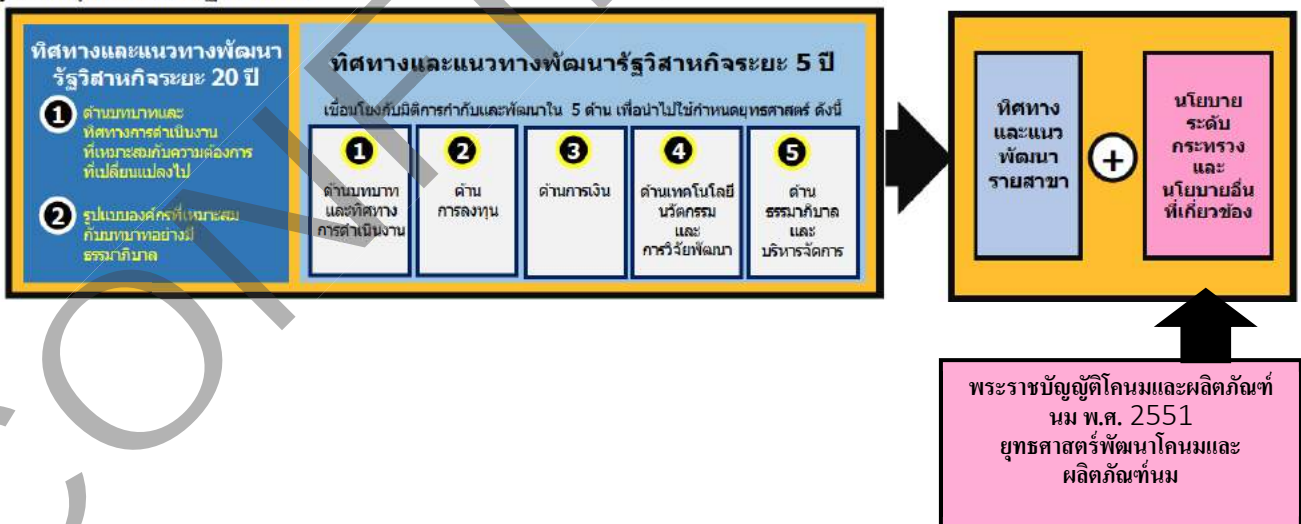 ทิศทางและแนวทางพัฒนา
รัฐวิสาหกิจระยะ 20 ปี
1
ด้านบทบาทและ
ทิศทางการดำเนินงาน
ที่เหมาะสมกับความต้องการ
ที่เปลี่ยนแปลงไป
2
รูปแบบองค์กรที่เหมาะสม
กับบทบาทอย่างมี
ธรรมาภิบาล
ทิศทางและแนวทางพัฒนารัฐวิสาหกิจระยะ 5 ปี
เชื่อมโยงกับมิติการกำกับและพัฒนาใน 5 ด้าน เพื่อนำไปใช้กำหนดยุทธศาสตร์ ดังนี้
1
ด้านบทบาท
และทิศทาง
การดำเนินงาน
2
ด้าน
การลงทุน
3
ด้านการเงิน
4
ด้านเทคโนโลยี
นวัตกรรม
และ
การวิจัยพัฒนา
5
ด้าน
ธรรมาภิบาล
และ
บริหารจัดการ
ทิศทาง
และแนว
พัฒนา
รายสาขา
+
นโยบาย
ระดับ
กระทรวง
และ
นโยบายอื่น
ที่เกี่ยวข้อง
พระราชบัญญัติโคนมและผลิตภัณฑ์
นม พ.ศ. 2551
ยุทธศาสตร์พัฒนาโคนมและ
ผลิตภัณฑ์นม